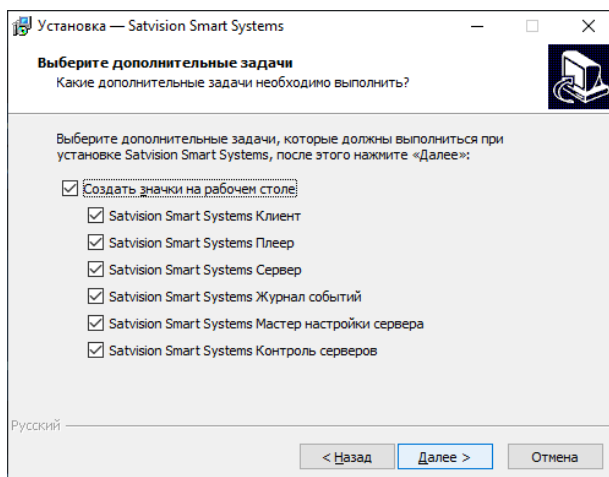 Установка — Satvision Smart Systems
Выберите дополнительные задачи
Какие дополнительные задачи необходимо выполнить?
Выберите дополнительные задачи, которые должны выполниться при
установке Satvision Smart Systems, после этого нажмите «Далее»:
Создать значки на рабочем столе
Satvision Smart Systems Клиент
Satvision Smart Systems Плеер
Satvision Smart Systems Сервер
Satvision Smart Systems Журнал событий
Satvision Smart Systems Мастер настройки сервера
Satvision Smart Systems Контроль серверов
Русский
< Назад Далее > Отмена